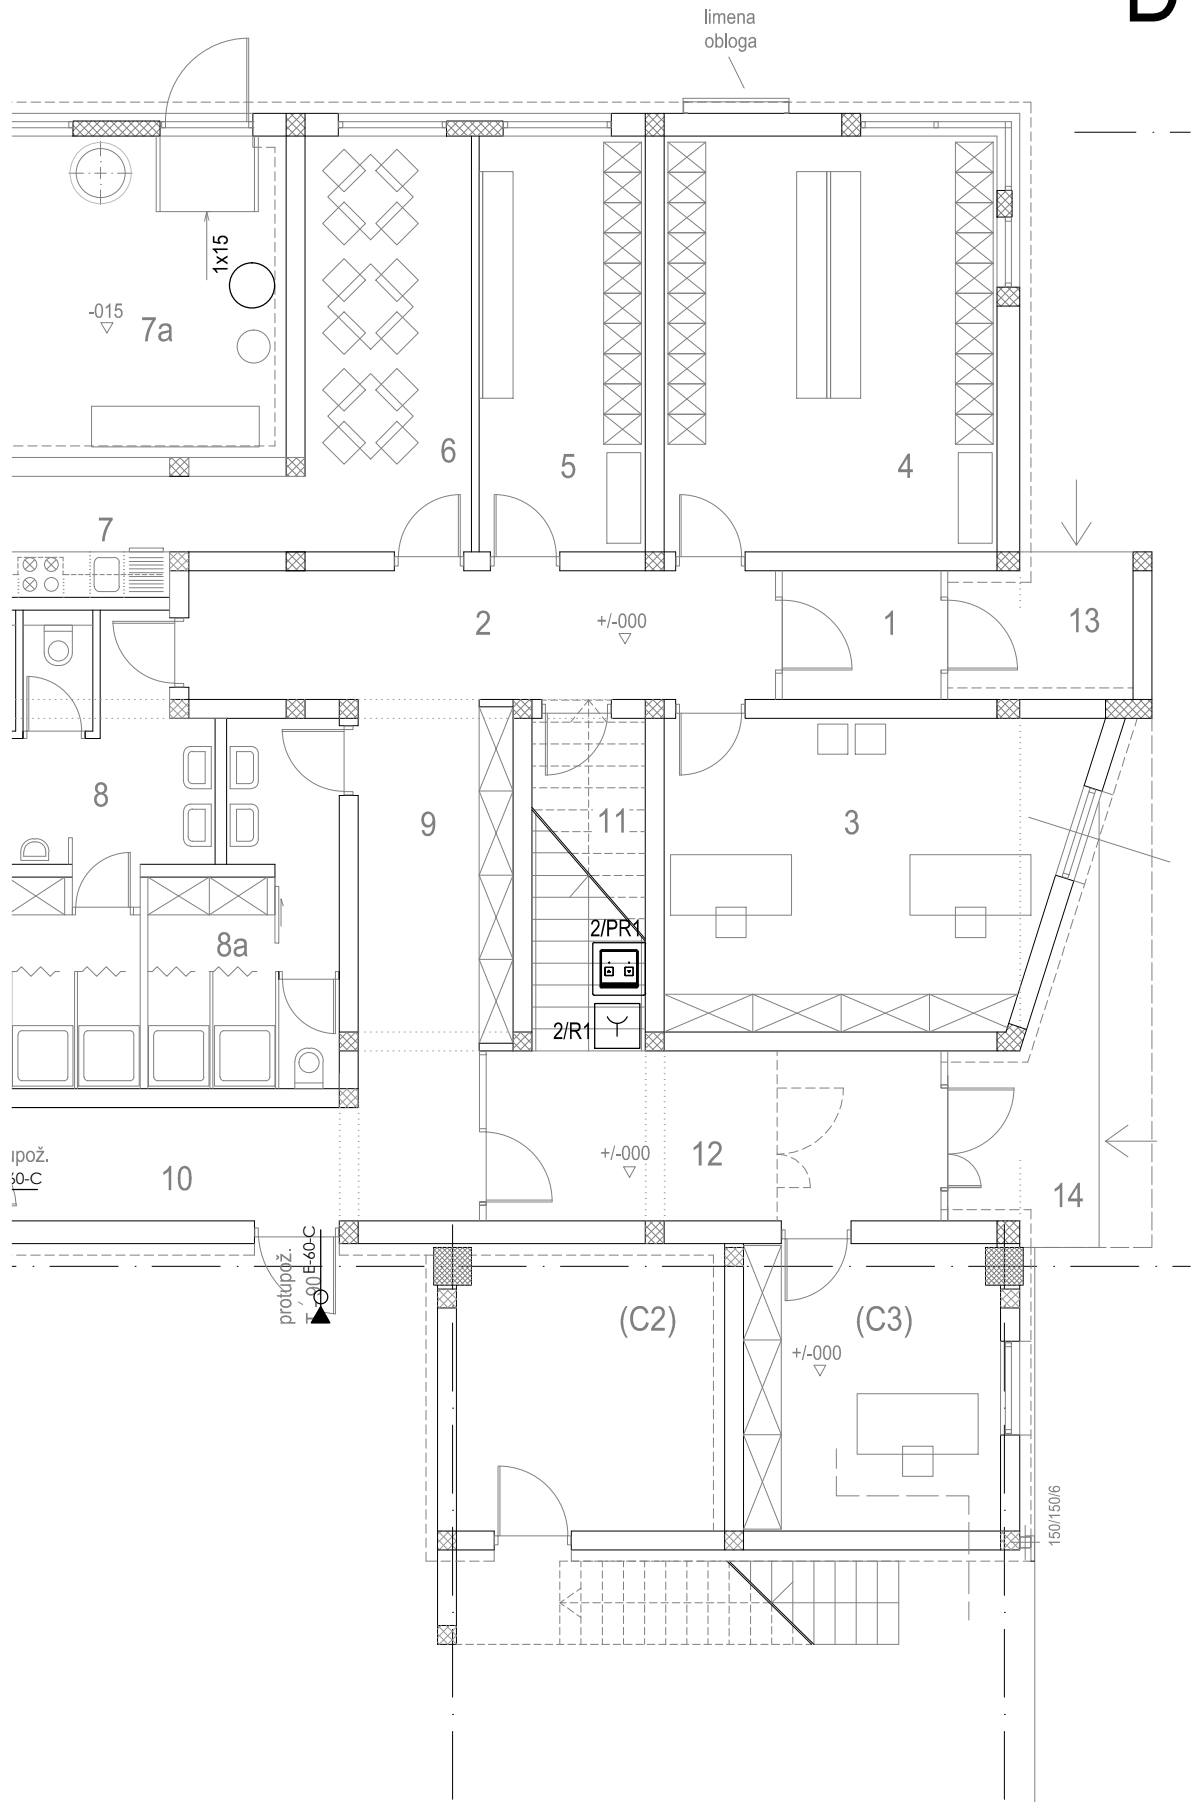 D
limena
obloga
1x15
-015
7a
6
5
4
7
2
+/-000
1
13
8
9
11
3
8a
2/PR1
2/R1
+/-000
12
10
14
60-C
protupož.
E-60-C
(C2)
(C3)
+/-000
150/150/6